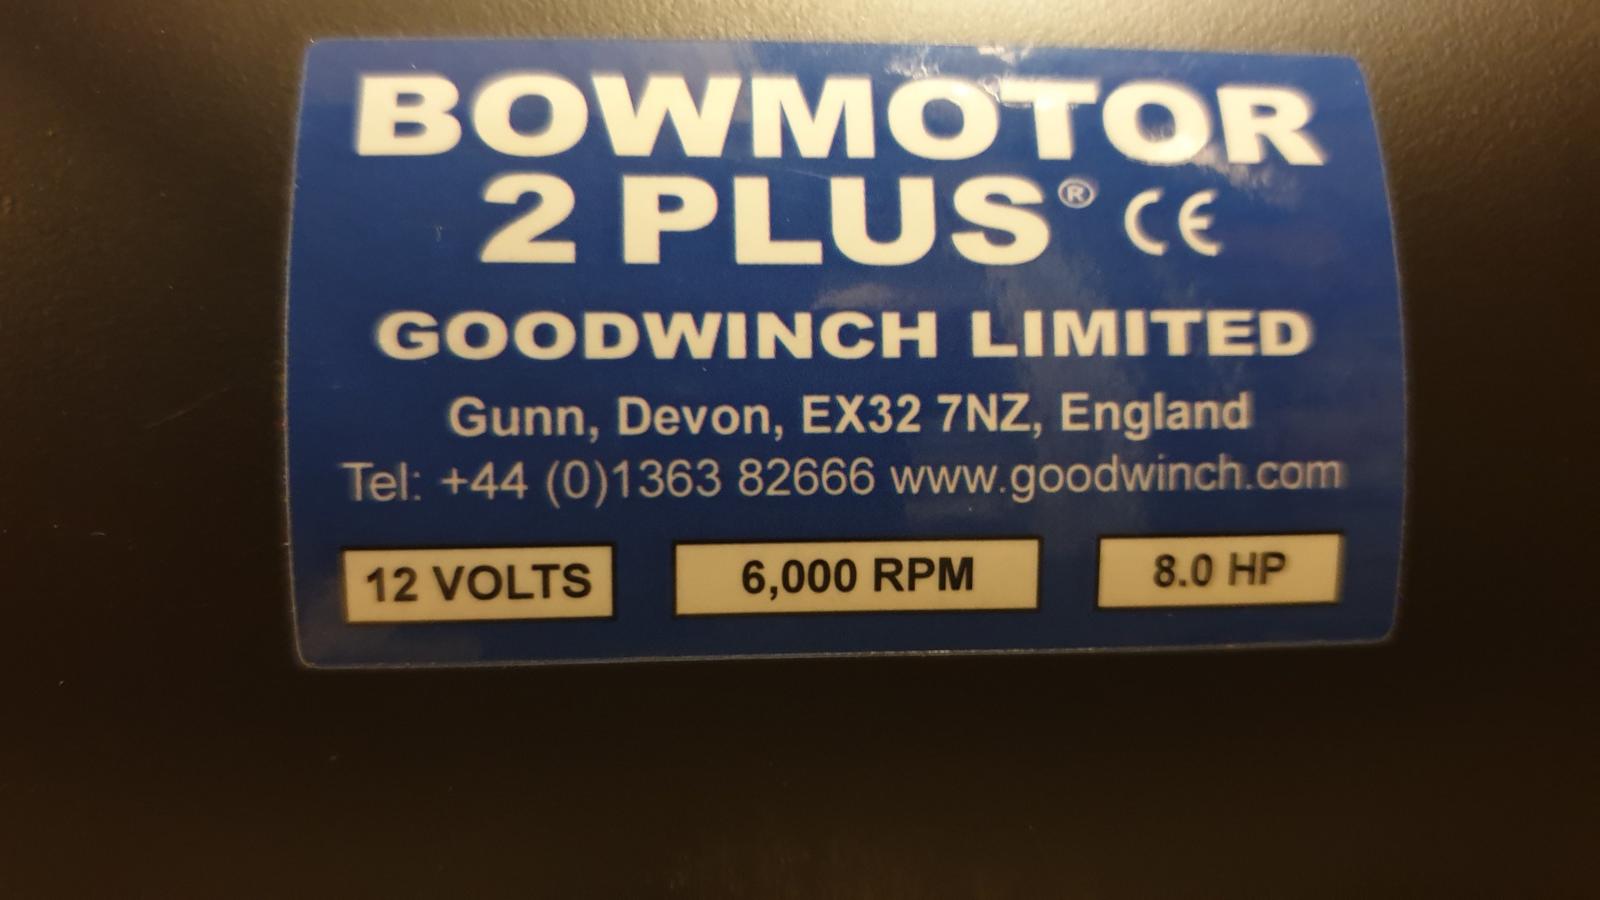 BOWMOTOR
2 PLUS® CE
GOODWINCH LIMITED
Gunn, Devon, EX32 7NZ, England
Tel: +44 (0)1363 82666 www.goodwinch.com
12 VOLTS 6,000 RPM 8.0 HP